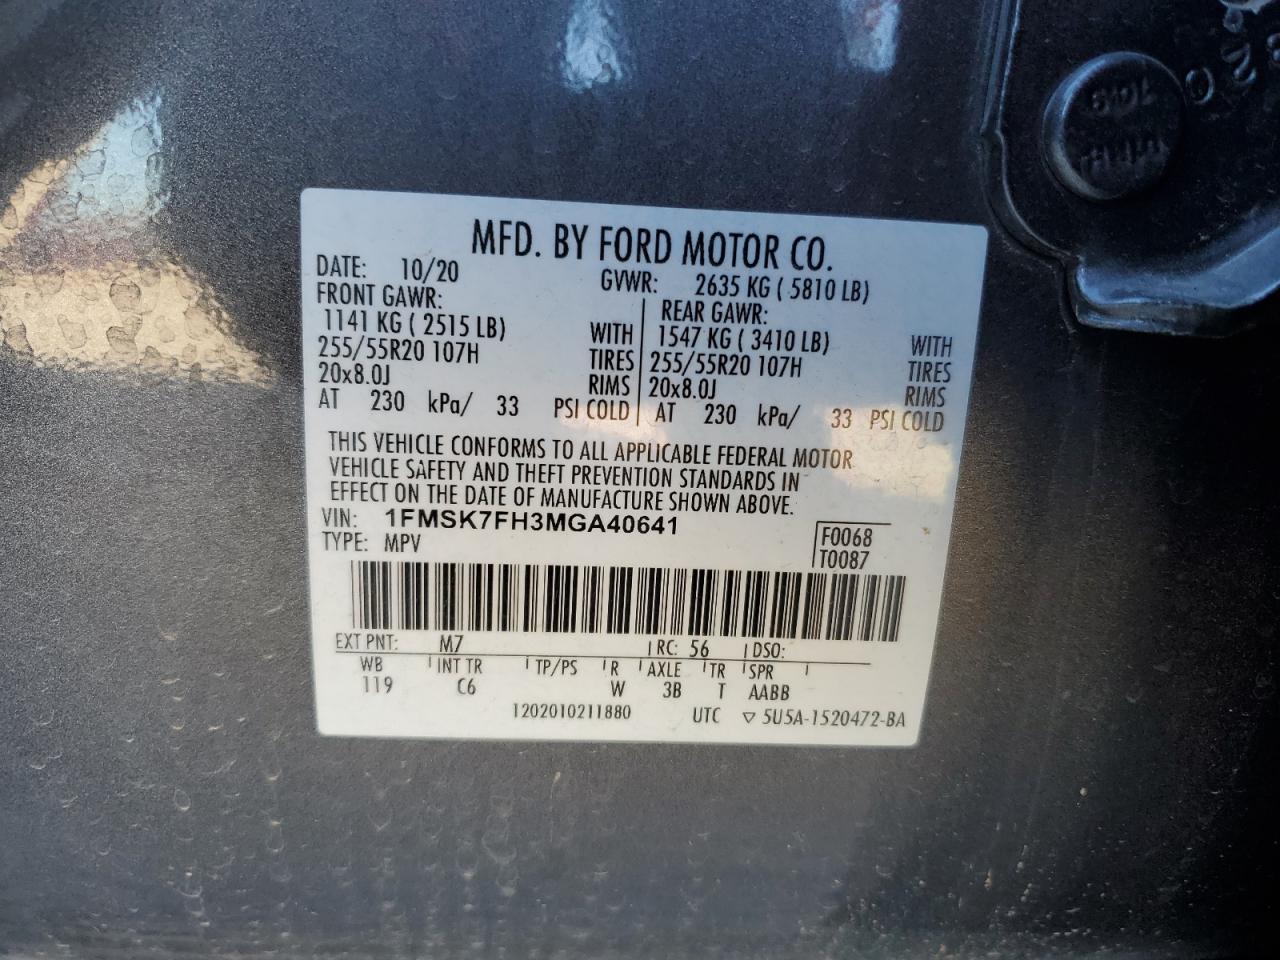 MFD. BY FORD MOTOR CO.
DATE: 10/20 GVWR: 2635 KG ( 5810 LB)
FRONT GAWR: REAR GAWR:
1141 KG ( 2515 LB) WITH 1547 KG ( 3410 LB) WITH
255/55R20 107H TIRES 255/55R20 107H TIRES
20x8.0J RIMS 20x8.0J RIMS
AT 230 kPa/ 33 PSI COLD AT 230 kPa/ 33 PSI COLD
THIS VEHICLE CONFORMS TO ALL APPLICABLE FEDERAL MOTOR
VEHICLE SAFETY AND THEFT PREVENTION STANDARDS IN
EFFECT ON THE DATE OF MANUFACTURE SHOWN ABOVE.
VIN: 1FMSK7FH3MGA40641
TYPE: MPV
F0068
T0087
EXT PNT: M7 RC: 56 DSO:
WB INT TR TP/PS R AXLE TR SPR
119 C6 W 3B T AABB
1202010211880 UTC ▽ 5U5A-1520472-BA